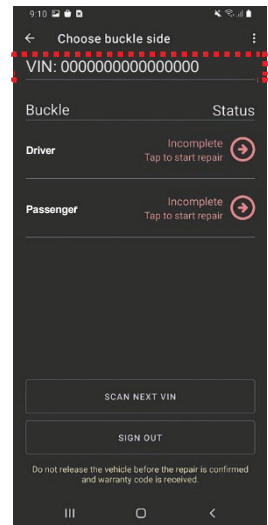 9:10
Choose buckle side
VIN: 0000000000000000
Buckle Status
Driver
Incomplete
Tap to start repair
Passenger
Incomplete
Tap to start repair
SCAN NEXT VIN
SIGN OUT
Do not release the vehicle before the repair is confirmed
and warranty code is received.